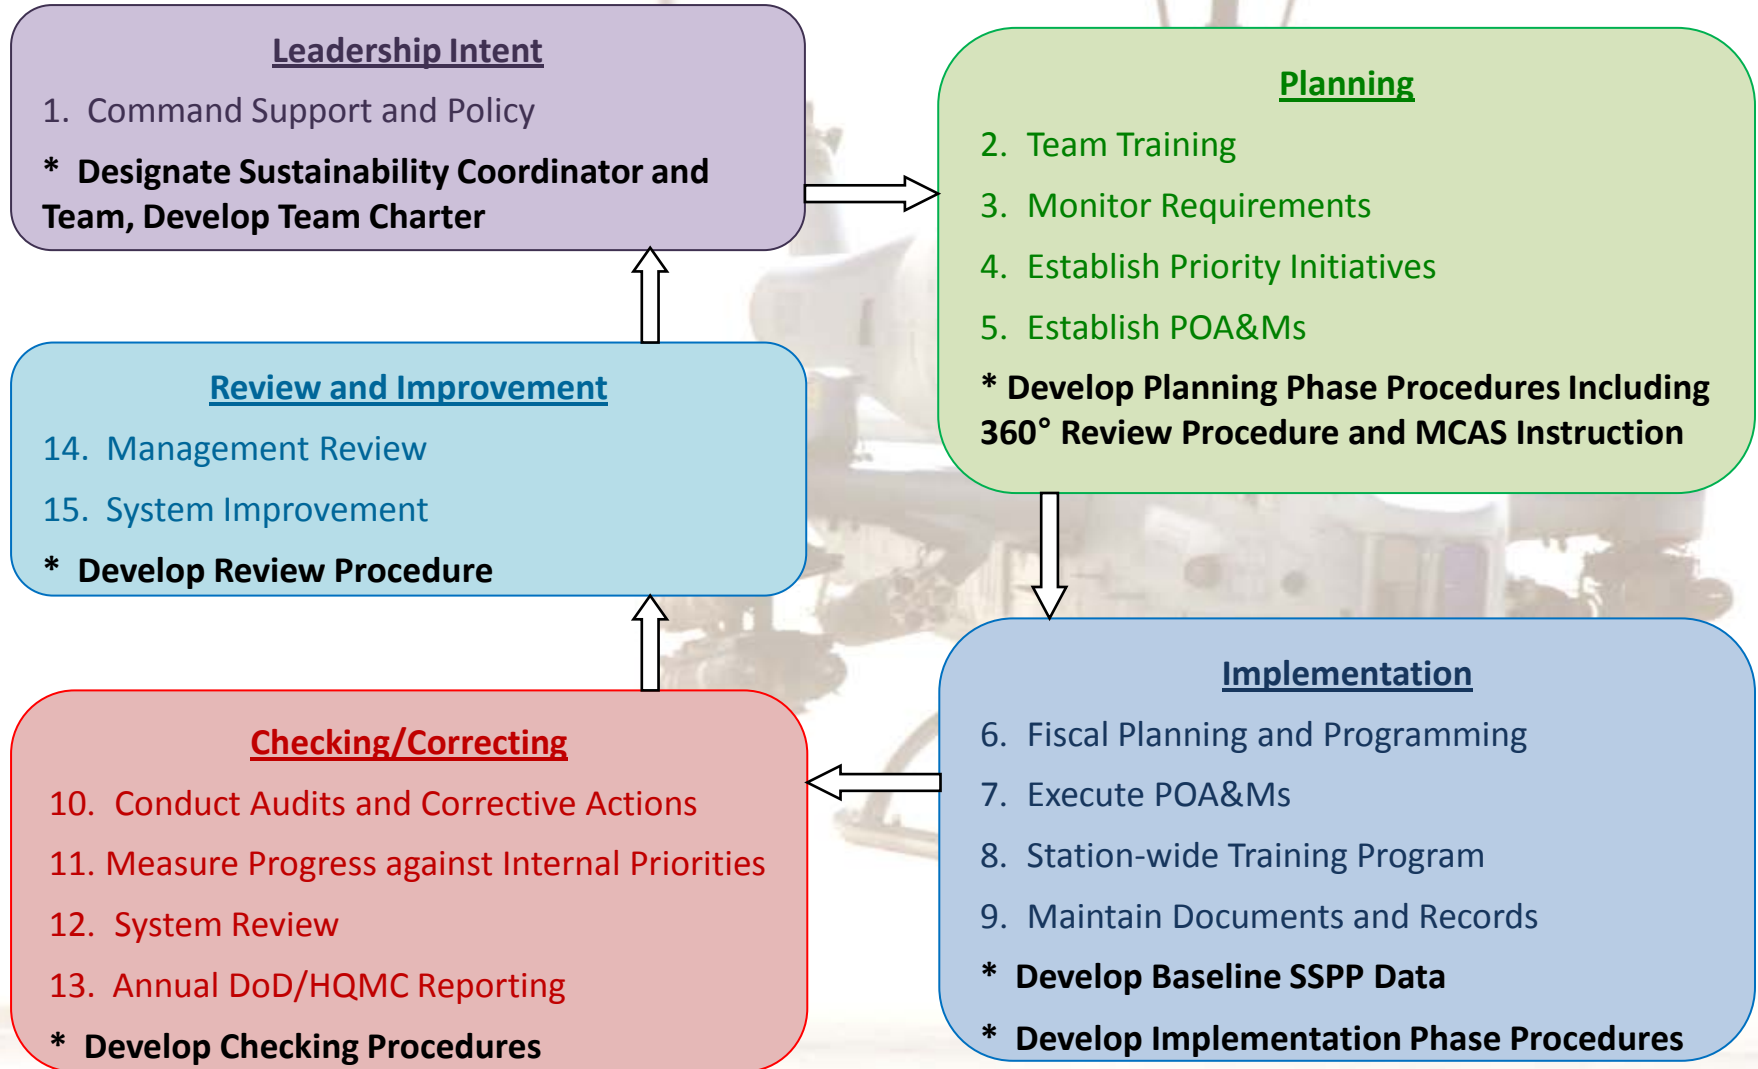 Leadership Intent
1. Command Support and Policy
* Designate Sustainability Coordinator and
Team, Develop Team Charter
Planning
2. Team Training
3. Monitor Requirements
4. Establish Priority Initiatives
5. Establish POA&Ms
* Develop Planning Phase Procedures Including
360° Review Procedure and MCAS Instruction
Implementation
6. Fiscal Planning and Programming
7. Execute POA&Ms
8. Station-wide Training Program
9. Maintain Documents and Records
* Develop Baseline SSPP Data
* Develop Implementation Phase Procedures
Checking/Correcting
10. Conduct Audits and Corrective Actions
11. Measure Progress against Internal Priorities
12. System Review
13. Annual DoD/HQMC Reporting
* Develop Checking Procedures
Review and Improvement
14. Management Review
15. System Improvement
* Develop Review Procedure